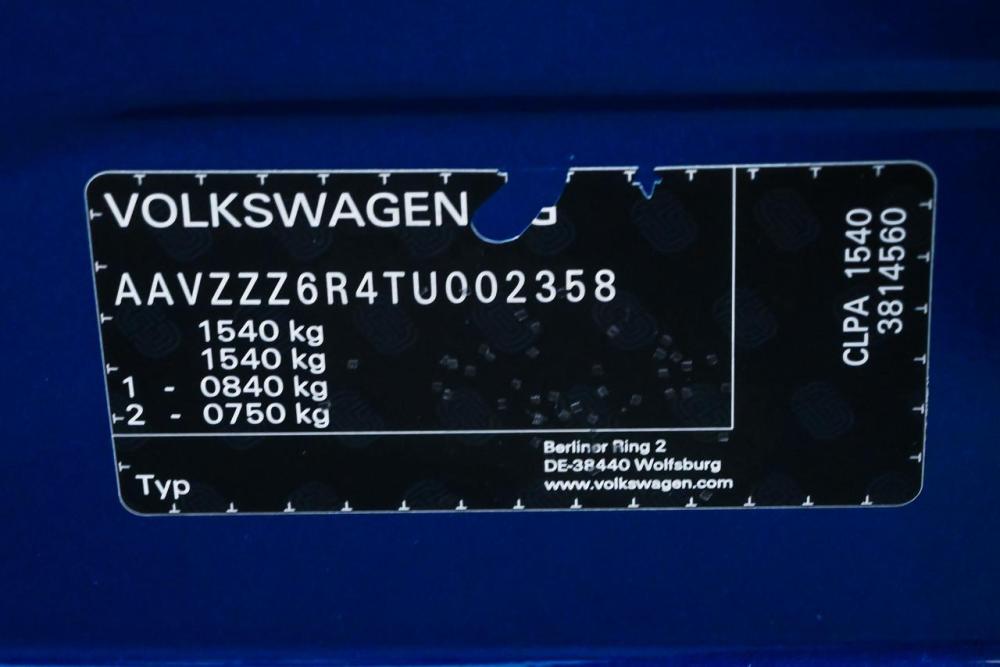 VOLKSWAGEN G
AAVZZZ6R4TU002358
1540 kg
1540 kg
1 - 0840 kg
2 - 0750 kg
Typ
Berliner Ring 2
DE-38440 Wolfsburg
www.volkswagen.com
CLPA 1540
3814560